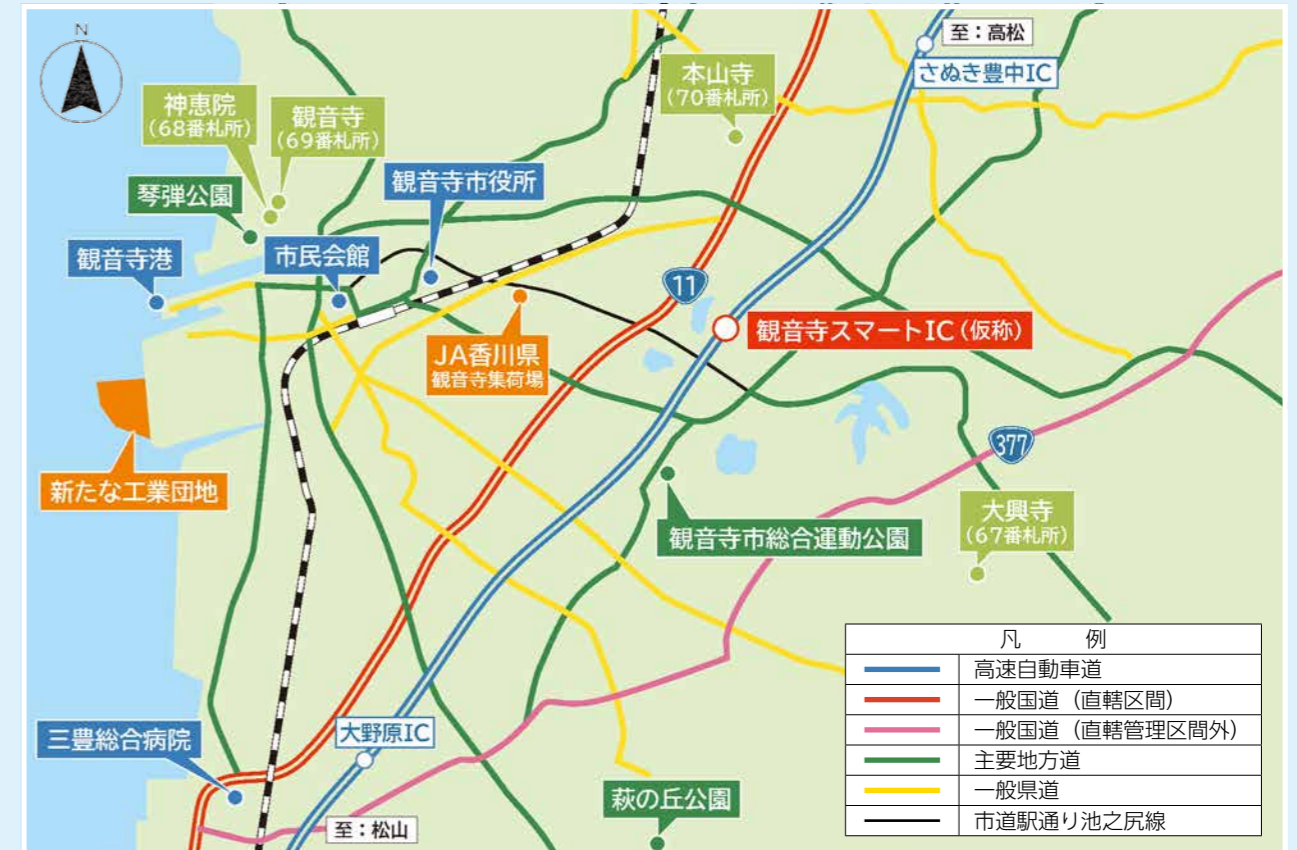 N
至：高松
さぬき豊中IC
本山寺
（70番札所）
神恵院
（68番札所）
観音寺
（69番札所）
琴弾公園
観音寺市役所
観音寺港
市民会館
11
観音寺スマートIC（仮称）
JA香川県
観音寺集荷場
377
新たな工業団地
大興寺
（67番札所）
観音寺市総合運動公園
三豊総合病院
大野原IC
萩の丘公園
至：松山
凡　例
高速自動車道
一般国道（直轄区間）
一般国道（直轄管理区間外）
主要地方道
一般県道
市道駅通り池之尻線